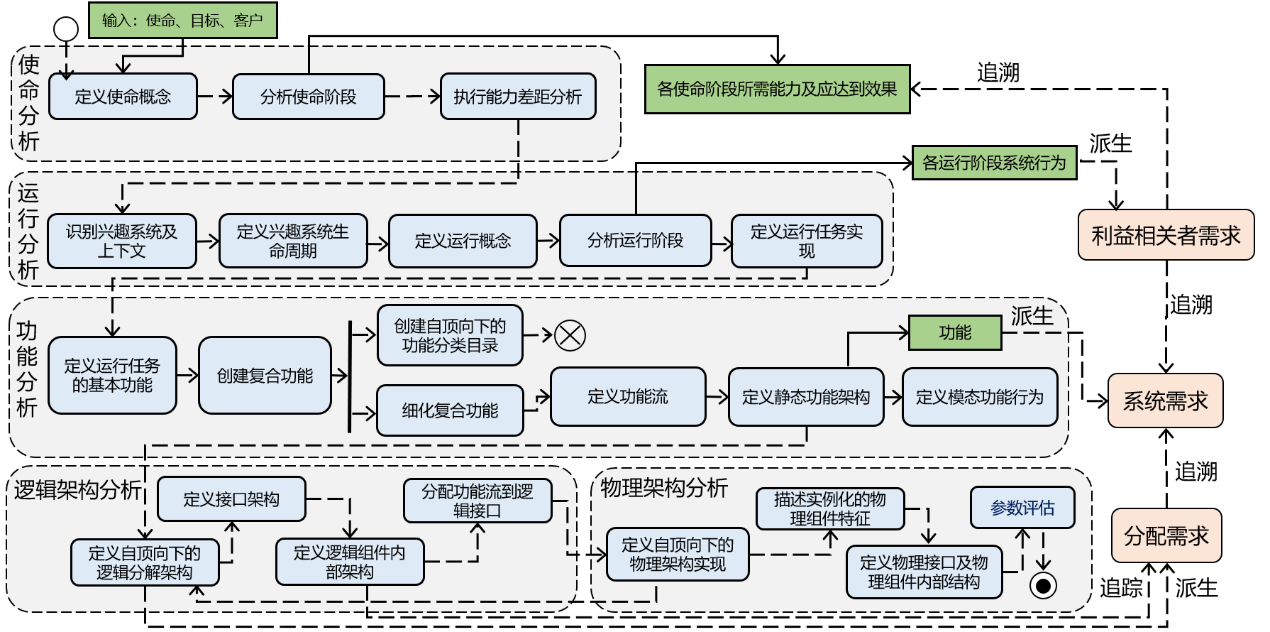 输入：使命、目标、客户
使命分析
定义使命概念
分析使命阶段
执行能力差距分析
各使命阶段所需能力及应达到效果
追溯
各运行阶段系统行为
派生
利益相关者需求
运行分析
识别兴趣系统及
上下文
定义兴趣系统生
命周期
定义运行概念
分析运行阶段
定义运行任务实
现
追溯
功能分析
定义运行任务
的基本功能
创建复合功能
创建自顶向下的
功能分类目录
细化复合功能
定义功能流
定义静态功能架构
定义模态功能行为
功能
派生
系统需求
追溯
逻辑架构分析
定义接口架构
分配功能流到逻
辑接口
定义自顶向下的
逻辑分解架构
定义逻辑组件内
部架构
物理架构分析
描述实例化的物
理组件特征
参数评估
定义自顶向下的
物理架构实现
定义物理接口及物
理组件内部结构
分配需求
追踪
派生